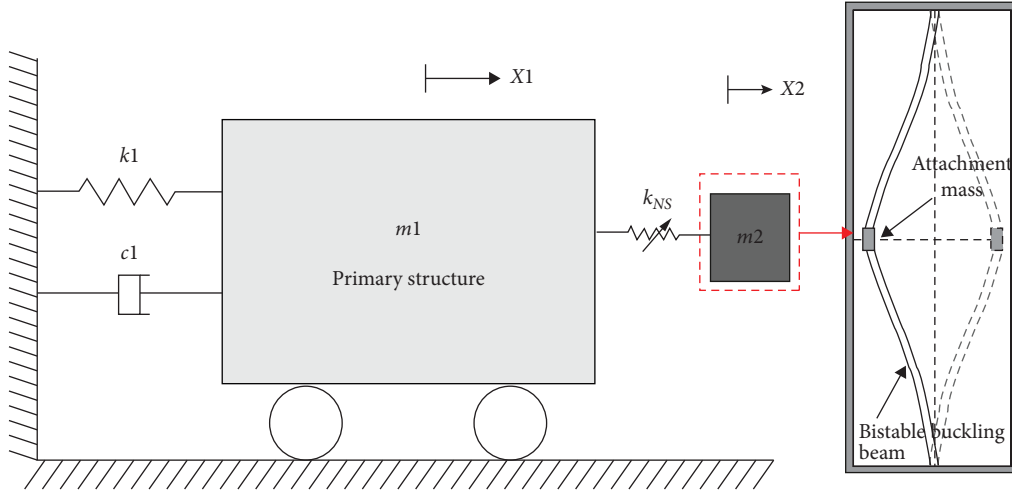 X1
X2
k1
Attachment
mass
k_NS
m1
m2
c1
Primary structure
Bistable buckling
beam